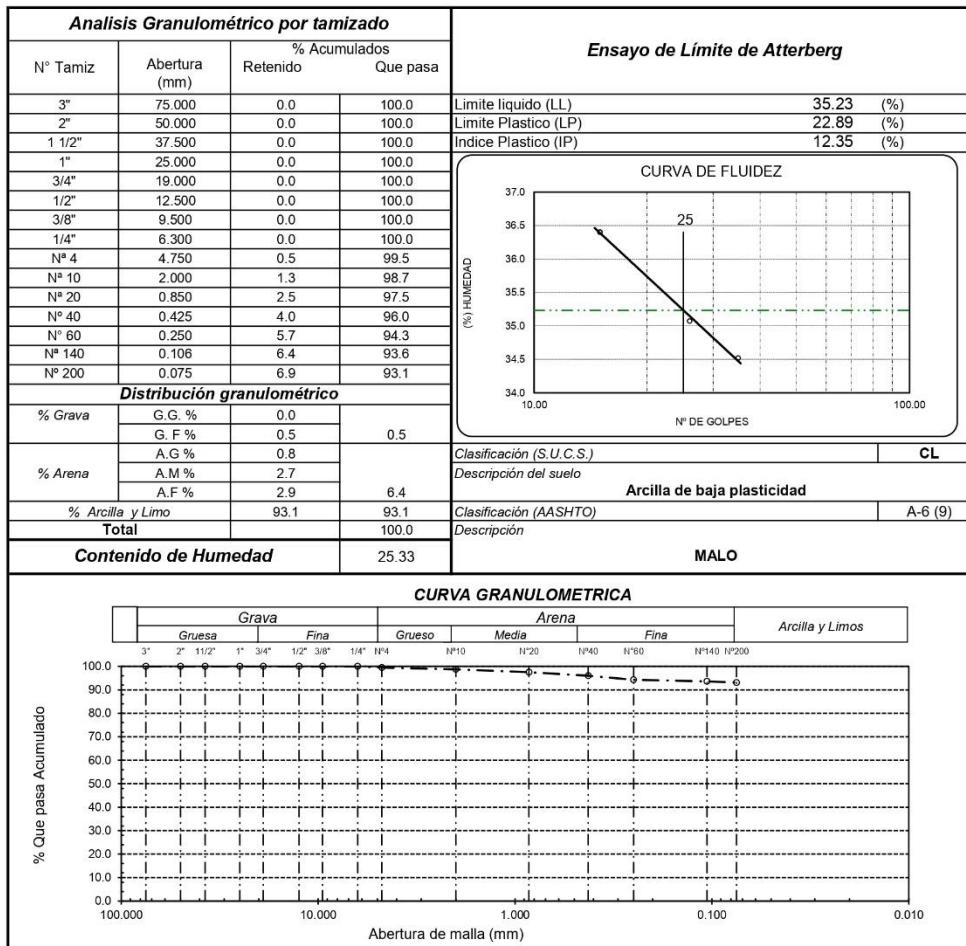 Analisis Granulométrico por tamizado
% Acumulados
N° Tamiz Abertura (mm) Retenido Que pasa
3" 75.000 0.0 100.0
2" 50.000 0.0 100.0
1 1/2" 37.500 0.0 100.0
1" 25.000 0.0 100.0
3/4" 19.000 0.0 100.0
1/2" 12.500 0.0 100.0
3/8" 9.500 0.0 100.0
1/4" 6.300 0.0 100.0
Nª 4 4.750 0.5 99.5
Nª 10 2.000 1.3 98.7
Nª 20 0.850 2.5 97.5
Nº 40 0.425 4.0 96.0
N° 60 0.250 5.7 94.3
Nª 140 0.106 6.4 93.6
Nº 200 0.075 6.9 93.1
Distribución granulométrico
% Grava G.G. % 0.0
G. F % 0.5 0.5
A.G % 0.8
% Arena A.M % 2.7
A.F % 2.9 6.4
% Arcilla y Limo 93.1 93.1
Total 100.0
Contenido de Humedad 25.33
Ensayo de Límite de Atterberg
Limite liquido (LL) 35.23 (%)
Limite Plastico (LP) 22.89 (%)
Indice Plastico (IP) 12.35 (%)
CURVA DE FLUIDEZ
37.0
36.5
36.0
35.5
35.0
34.5
34.0
(%) HUMEDAD
25
10.00 100.00
Nº DE GOLPES
Clasificación (S.U.C.S.) CL
Descripción del suelo
Arcilla de baja plasticidad
Clasificación (AASHTO) A-6 (9)
Descripción
MALO
CURVA GRANULOMETRICA
Grava Arena Arcilla y Limos
Gruesa Fina Grueso Media Fina
3" 2" 11/2" 1" 3/4" 1/2" 3/8" 1/4" Nº4 Nº10 Nº20 Nº40 Nº60 Nº140 Nº200
100.0
90.0
80.0
70.0
60.0
50.0
40.0
30.0
20.0
10.0
0.0
% Que pasa Acumulado
100.000 10.000 1.000 0.100 0.010
Abertura de malla (mm)